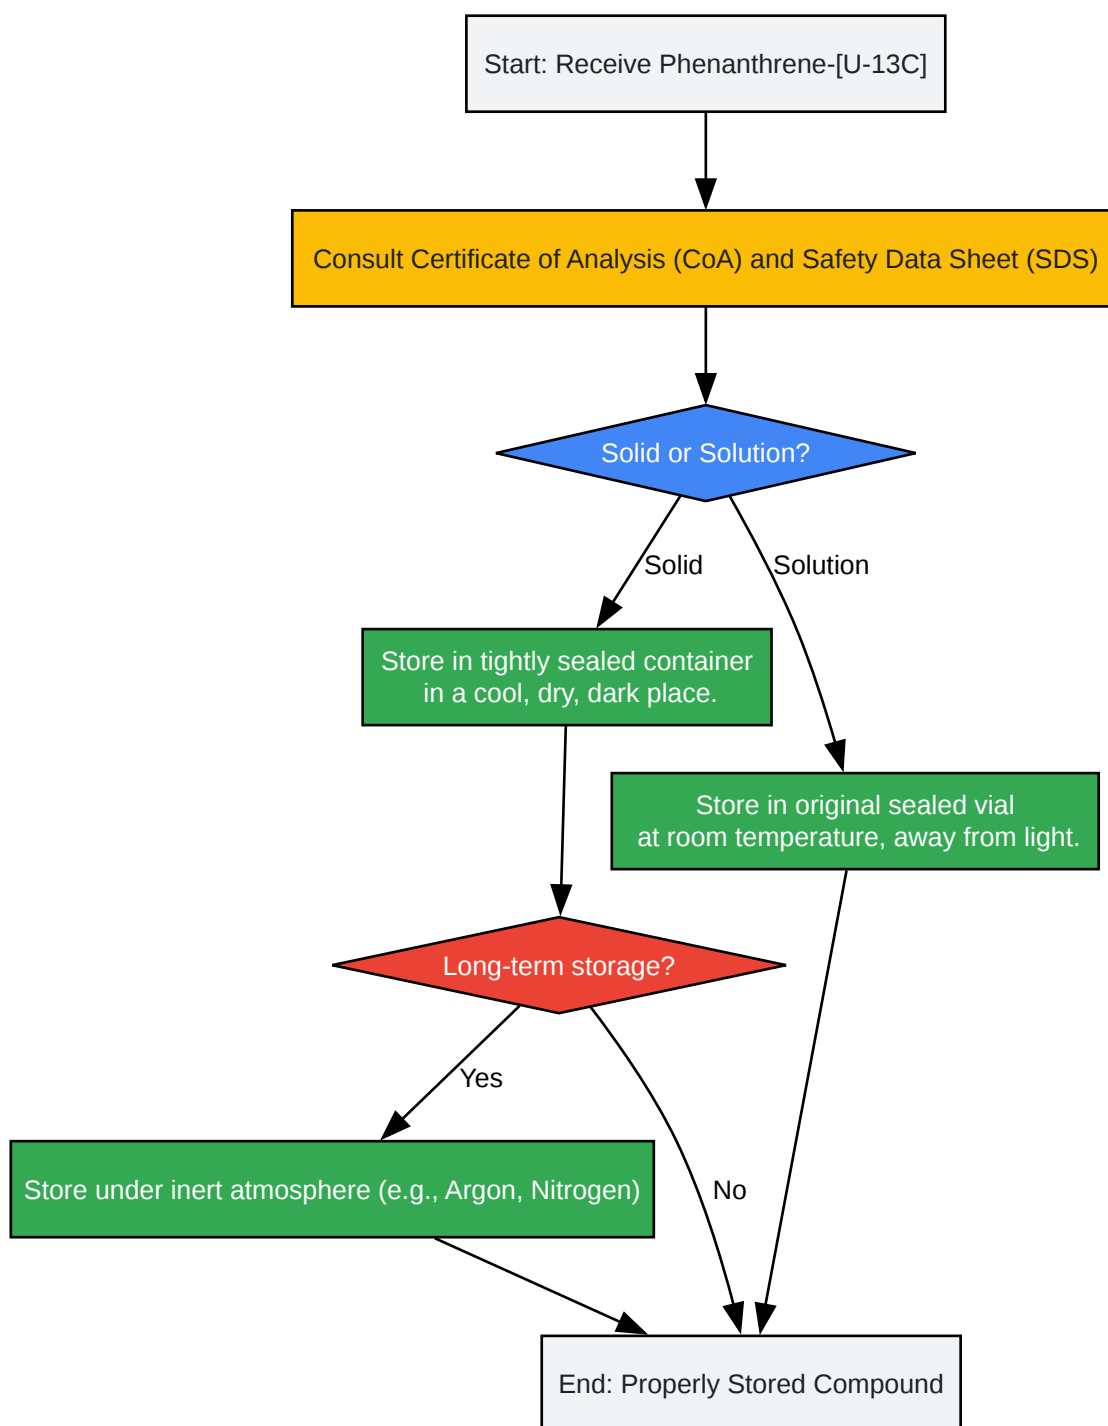 Start: Receive Phenanthrene-[U-13C]
Consult Certificate of Analysis (CoA) and Safety Data Sheet (SDS)
Solid or Solution?
Solid
Solution
Store in tightly sealed container
in a cool, dry, dark place.
Store in original sealed vial
at room temperature, away from light.
Long-term storage?
Yes
Store under inert atmosphere (e.g., Argon, Nitrogen)
No
End: Properly Stored Compound